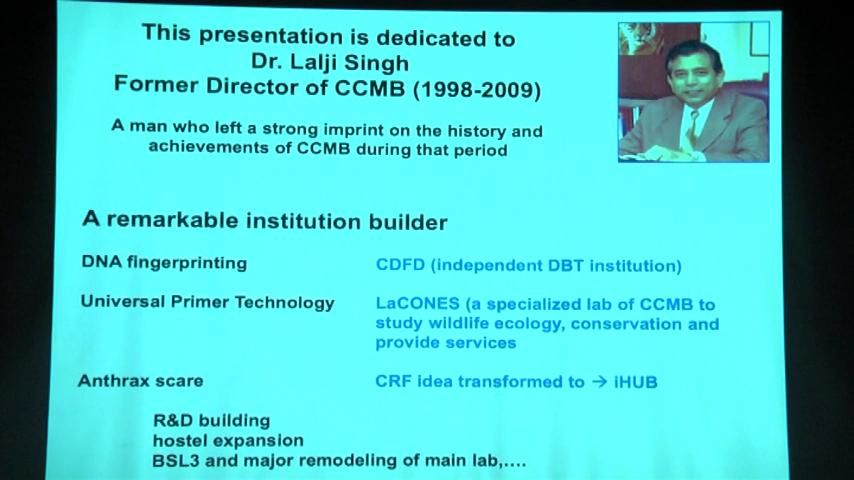 This presentation is dedicated to
Dr. Lalji Singh
Former Director of CCMB (1998-2009)
A man who left a strong imprint on the history and
achievements of CCMB during that period
A remarkable institution builder
DNA fingerprinting
CDFD (independent DBT institution)
Universal Primer Technology
LaCONES (a specialized lab of CCMB to
study wildlife ecology, conservation and
provide services
Anthrax scare
CRF idea transformed to → iHUB
R&D building
hostel expansion
BSL3 and major remodeling of main lab,....